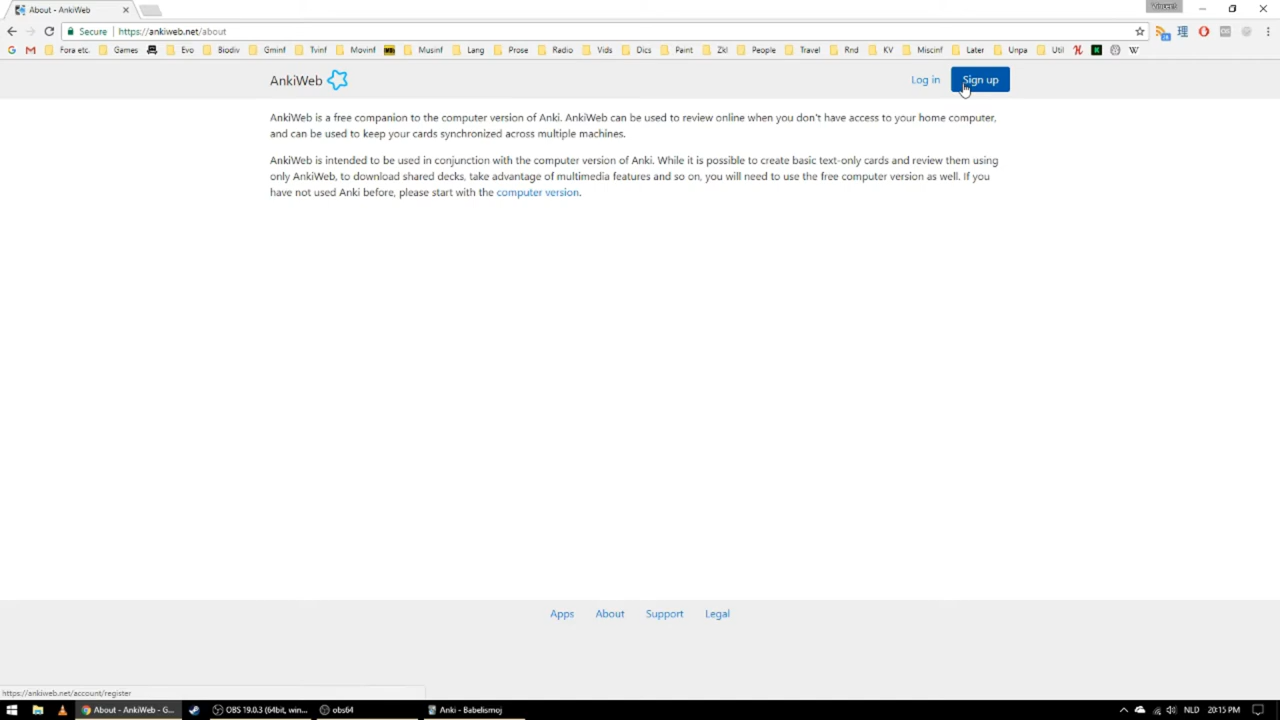 About - AnkiWeb
Vincent
Secure
https://ankiweb.net/about
Fora etc.
Games
Evo
Biodiv
Gminf
Tvinf
Movinf
Musinf
Lang
Prose
Radio
Vids
Dics
Paint
Zkl
People
Travel
Rnd
KV
Miscinf
Later
Unpa
Util
AnkiWeb
Log in
Sign up
AnkiWeb is a free companion to the computer version of Anki. AnkiWeb can be used to review online when you don't have access to your home computer,
and can be used to keep your cards synchronized across multiple machines.
AnkiWeb is intended to be used in conjunction with the computer version of Anki. While it is possible to create basic text-only cards and review them using
only AnkiWeb, to download shared decks, take advantage of multimedia features and so on, you will need to use the free computer version as well. If you
have not used Anki before, please start with the computer version.
Apps
About
Support
Legal
https://ankiweb.net/account/register
About - AnkiWeb - G...
OBS 19.0.3 (64bit, win...
obs64
Anki - Babelismoj
NLD
20:15 PM